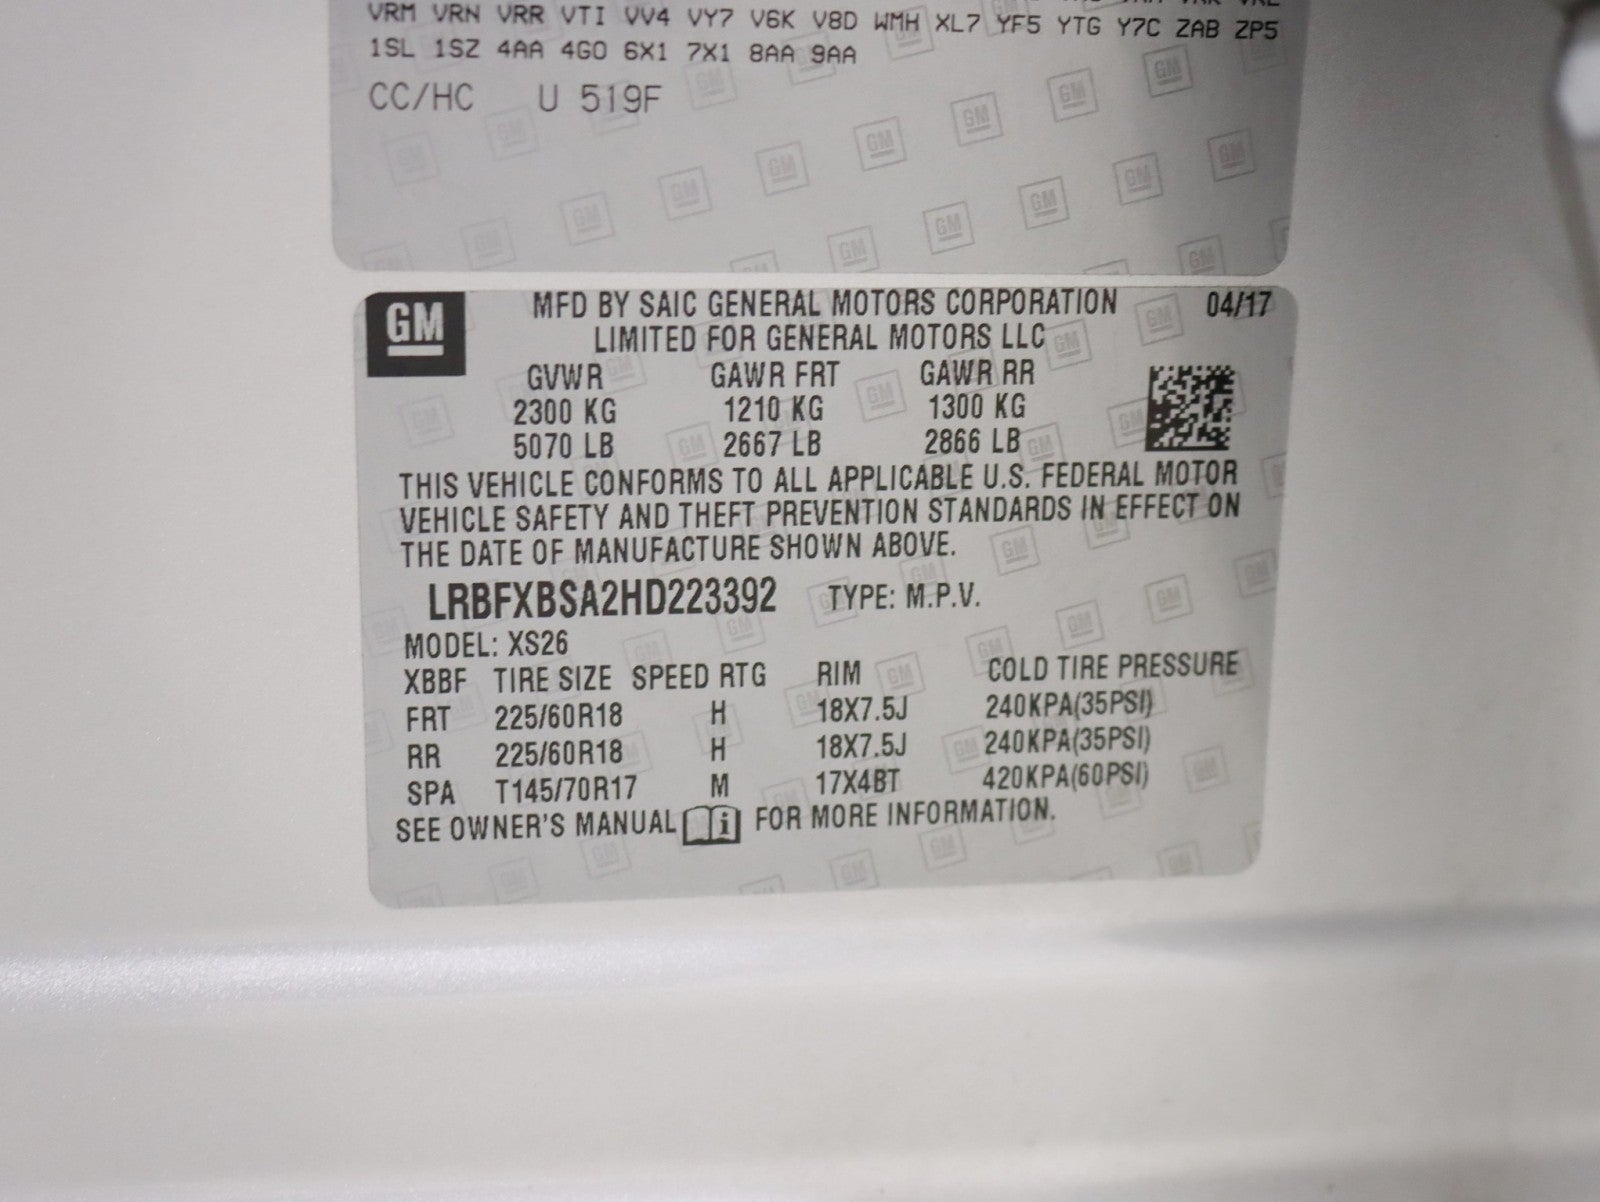 VRM VRN VRR VTI VV4 VY7 V6K V8D WMH XL7 YF5 YTG Y7C ZAB ZP5
1SL 1SZ 4AA 4G0 6X1 7X1 8AA 9AA
CC/HC U 519F
GM MFD BY SAIC GENERAL MOTORS CORPORATION 04/17
LIMITED FOR GENERAL MOTORS LLC
GVWR GAWR FRT GAWR RR
2300 KG 1210 KG 1300 KG
5070 LB 2667 LB 2866 LB
THIS VEHICLE CONFORMS TO ALL APPLICABLE U.S. FEDERAL MOTOR
VEHICLE SAFETY AND THEFT PREVENTION STANDARDS IN EFFECT ON
THE DATE OF MANUFACTURE SHOWN ABOVE.
LRBFXBSA2HD223392 TYPE: M.P.V.
MODEL: XS26
XBBF TIRE SIZE SPEED RTG RIM COLD TIRE PRESSURE
FRT 225/60R18 H 18X7.5J 240KPA(35PSI)
RR 225/60R18 H 18X7.5J 240KPA(35PSI)
SPA T145/70R17 M 17X4BT 420KPA(60PSI)
SEE OWNER'S MANUAL i FOR MORE INFORMATION.